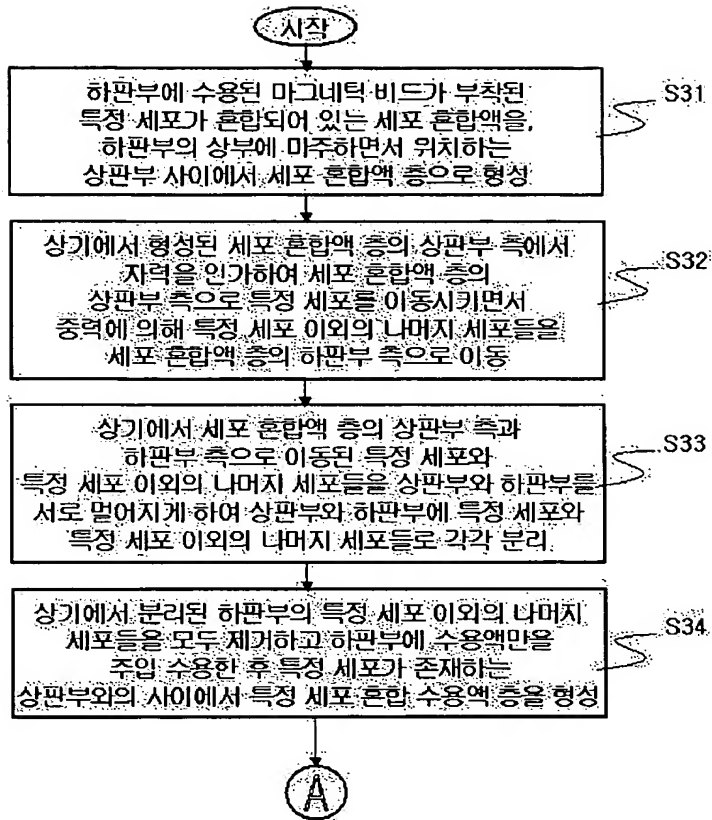 시작
하판부에 수용된 마그네틱 비드가 부착된
특정 세포가 혼합되어 있는 세포 혼합액을,
하판부의 상부에 마주하면서 위치하는
상판부 사이에서 세포 혼합액 층으로 형성
S31
상기에서 형성된 세포 혼합액 층의 상판부 측에서
자력을 인가하여 세포 혼합액 층의
상판부 측으로 특정 세포를 이동시키면서
중력에 의해 특정 세포 이외의 나머지 세포들을
세포 혼합액 층의 하판부 측으로 이동
S32
상기에서 세포 혼합액 층의 상판부 측과
하판부 측으로 이동된 특정 세포와
특정 세포 이외의 나머지 세포들을 상판부와 하판부를
서로 멀어지게 하여 상판부와 하판부에 특정 세포와
특정 세포 이외의 나머지 세포들로 각각 분리
S33
상기에서 분리된 하판부의 특정 세포 이외의 나머지
세포들을 모두 제거하고 하판부에 수용액만을
주입 수용한 후 특정 세포가 존재하는
상판부와의 사이에서 특정 세포 혼합 수용액 층을 형성
S34
A